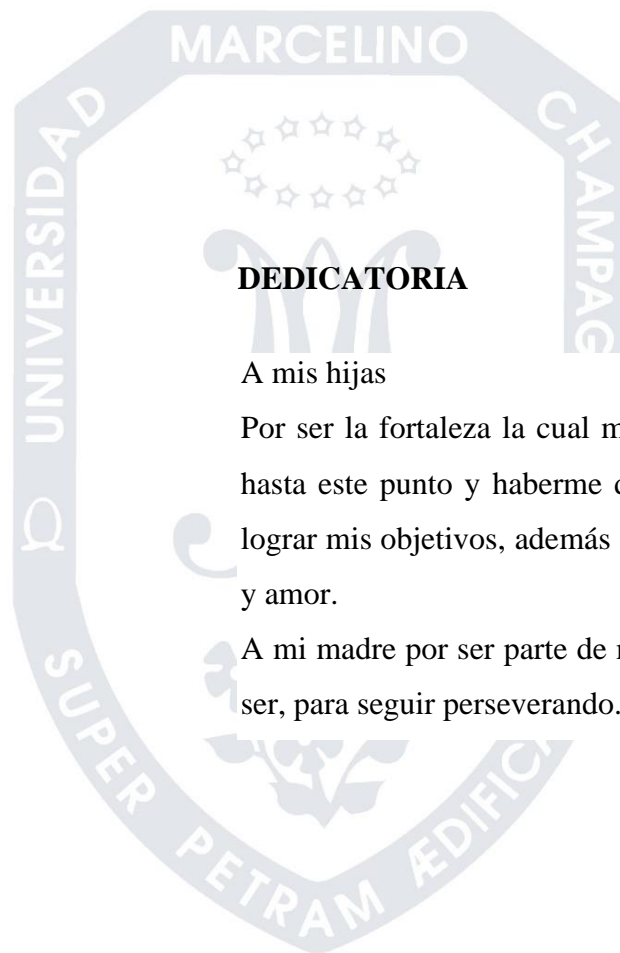 MARCELINO
UNIVERSIDAD
CHAMPAG
DEDICATORIA
A mis hijas
Por ser la fortaleza la cual
hasta este punto y haberme
lograr mis objetivos, además
y amor.
A mi madre por ser parte de
ser, para seguir perseverando.
SUPER PETRAM ÆDIFICA